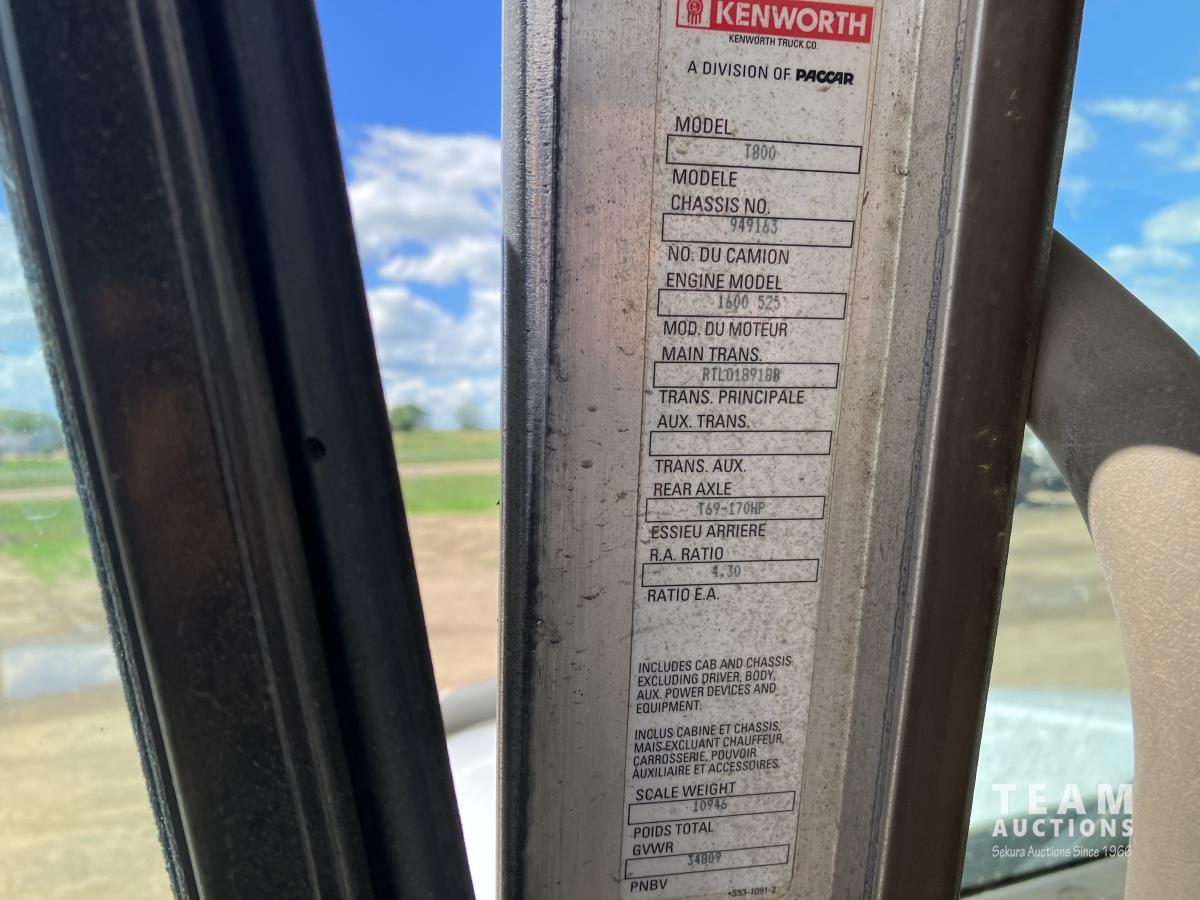 KENWORTH
KENWORTH TRUCK CO.
A DIVISION OF PACCAR
MODEL
T800
MODELE
CHASSIS NO.
949163
NO. DU CAMION
ENGINE MODEL
1600 525
MOD. DU MOTEUR
MAIN TRANS.
RTLO18918B
TRANS. PRINCIPALE
AUX. TRANS.
TRANS. AUX.
REAR AXLE
T69-170HP
ESSIEU ARRIERE
R.A. RATIO
4.30
RATIO E.A.
INCLUDES CAB AND CHASSIS
EXCLUDING DRIVER, BODY,
AUX. POWER DEVICES AND
EQUIPMENT.
INCLUS CABINE ET CHASSIS,
MAIS EXCLUANT CHAUFFEUR,
CARROSSERIE, POUVOIR
AUXILIAIRE ET ACCESSOIRES.
SCALE WEIGHT
10946
POIDS TOTAL
GVWR
34809
PNBV
•S53-1091-2
TEAM
AUCTIONS
Sekura Auctions Since 1966